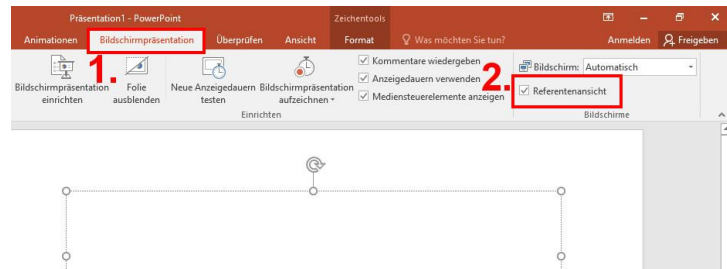 Präsentation1 - PowerPoint
Zeichentools
Animationen Bildschirmpräsentation Überprüfen Ansicht Format Was möchten Sie tun? Anmelden Freigeben
1.
2.
Bildschirmpräsentation einrichten
Folie ausblenden
Neue Anzeigedauern testen
Bildschirmpräsentation aufzeichnen
Kommentare wiedergeben
Anzeigedauern verwenden
Mediensteuerelemente anzeigen
Einrichten
Bildschirm: Automatisch
Referentenansicht
Bildschirme